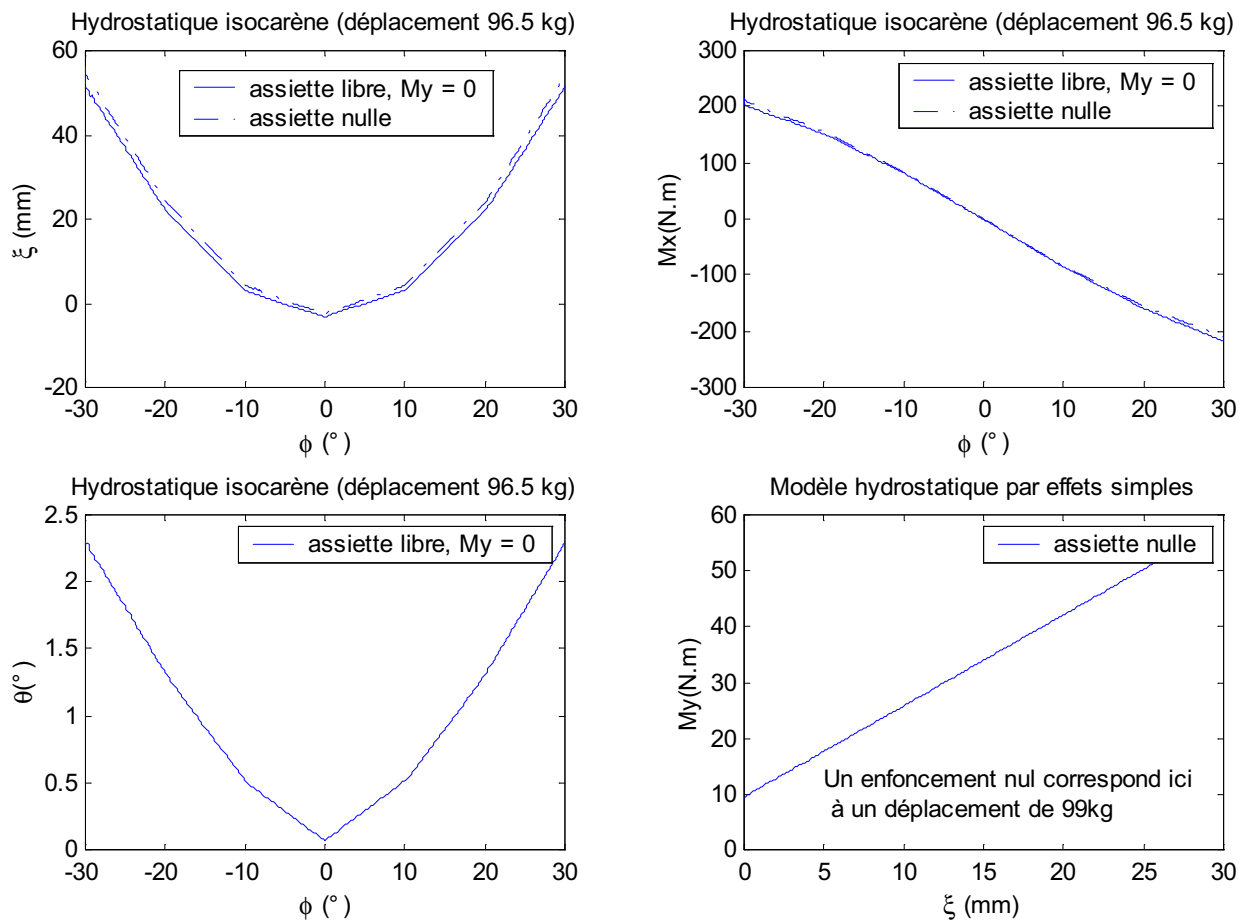 Hydrostatique isocarène (déplacement 96.5 kg)
60
40
20
0
-20
ξ (mm)
assiette libre, My = 0
assiette nulle
-30 -20 -10 0 10 20 30
ϕ (°)
Hydrostatique isocarène (déplacement 96.5 kg)
300
200
100
0
-100
-200
-300
Mx(N.m)
assiette libre, My = 0
assiette nulle
-30 -20 -10 0 10 20 30
ϕ (°)
Hydrostatique isocarène (déplacement 96.5 kg)
2.5
2
1.5
1
0.5
0
θ(°)
assiette libre, My = 0
-30 -20 -10 0 10 20 30
ϕ (°)
Modèle hydrostatique par effets simples
60
50
40
30
20
10
0
My(N.m)
assiette nulle
Un enfoncement nul correspond ici
à un déplacement de 99kg
0 5 10 15 20 25 30
ξ (mm)